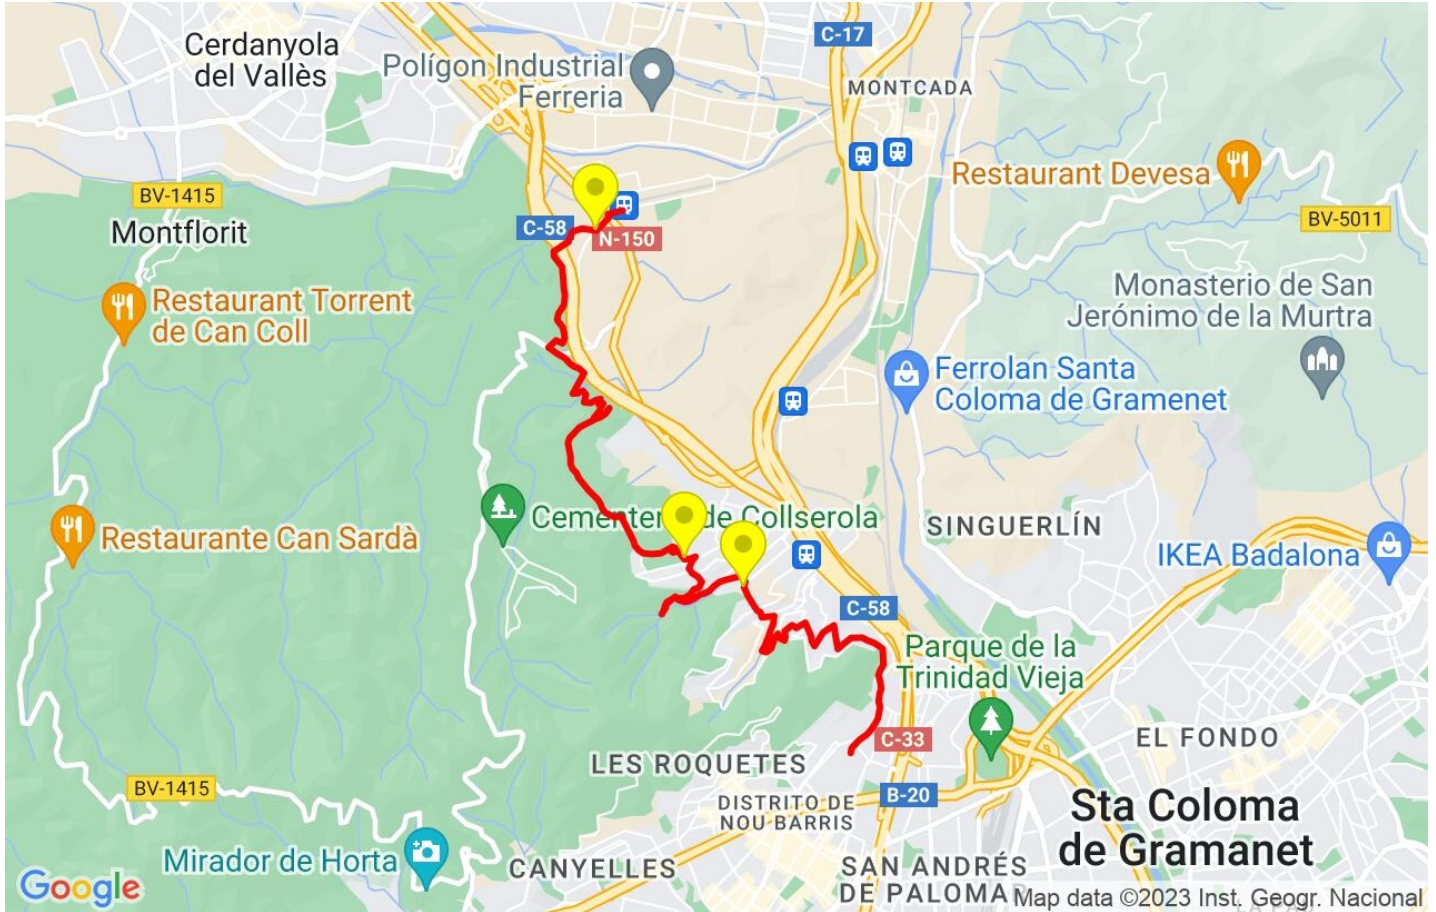 Cerdanyola
del Vallès
Polígon Industrial
Ferreria
C-17
MONTCADA
Restaurant Devesa
BV-1415
Montflorit
C-58
N-150
BV-5011
Restaurant Torrent
de Can Coll
Monasterio de San
Jerónimo de la Murtra
Ferrolan Santa
Coloma de Gramenet
Restaurante Can Sardà
de Collserola
SINGUERLÍN
IKEA Badalona
C-58
Parque de la
Trinidad Vieja
C-33
EL FONDO
LES ROQUETES
BV-1415
DISTRITO DE
NOU BARRIS
B-20
Sta Coloma
de Gramanet
Mirador de Horta
CANYELLES
SAN ANDRÉS
DE PALOMAR
Google
Map data ©2023 Inst. Geogr. Nacional